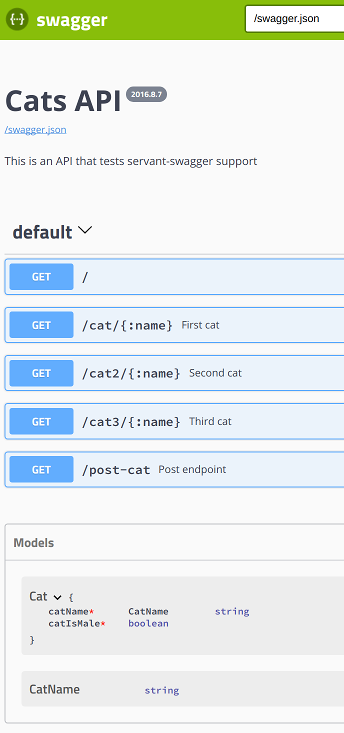 {··} swagger /swagger.json
Cats API 2016.8.7
/swagger.json
This is an API that tests servant-swagger support
default
GET /
GET /cat/{:name} First cat
GET /cat2/{:name} Second cat
GET /cat3/{:name} Third cat
GET /post-cat Post endpoint
Models
Cat {
catName* CatName string
catIsMale* boolean
}
CatName string